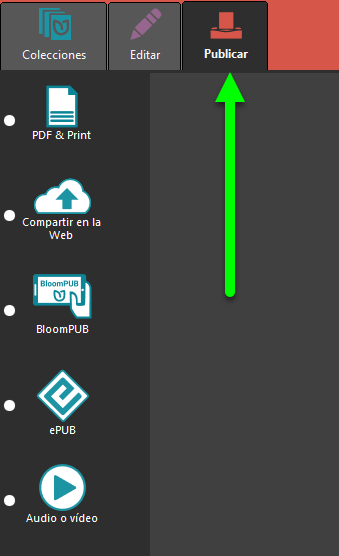 Colecciones
Editar
Publicar
PDF & Print
Compartir en la
Web
BloomPUB
BloomPUB
ePUB
Audio o vídeo